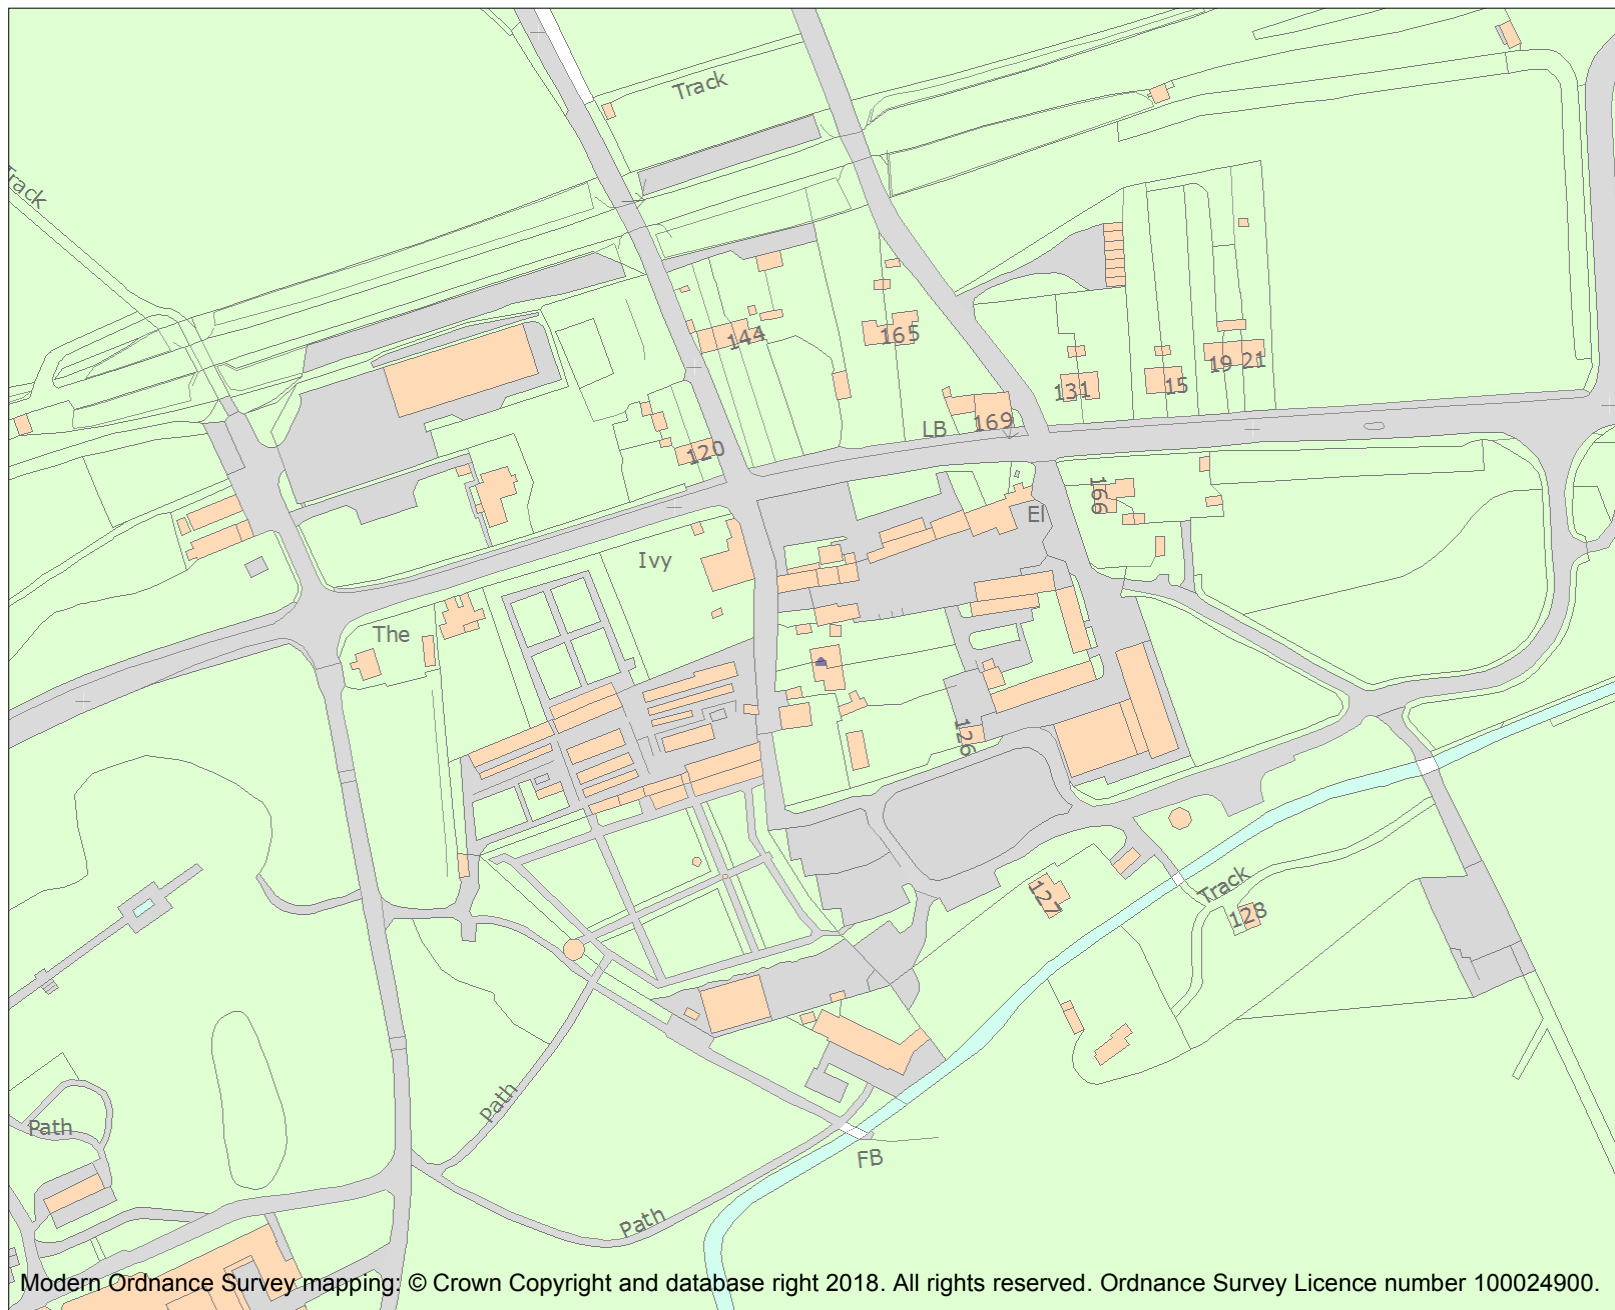 Track
Track
144
165
131
15
19 21
169
LB
120
166
El
Ivy
The
126
127
Track
128
Path
Path
FB
Path
Modern Ordnance Survey mapping: © Crown Copyright and database right 2018. All rights reserved. Ordnance Survey Licence number 100024900.